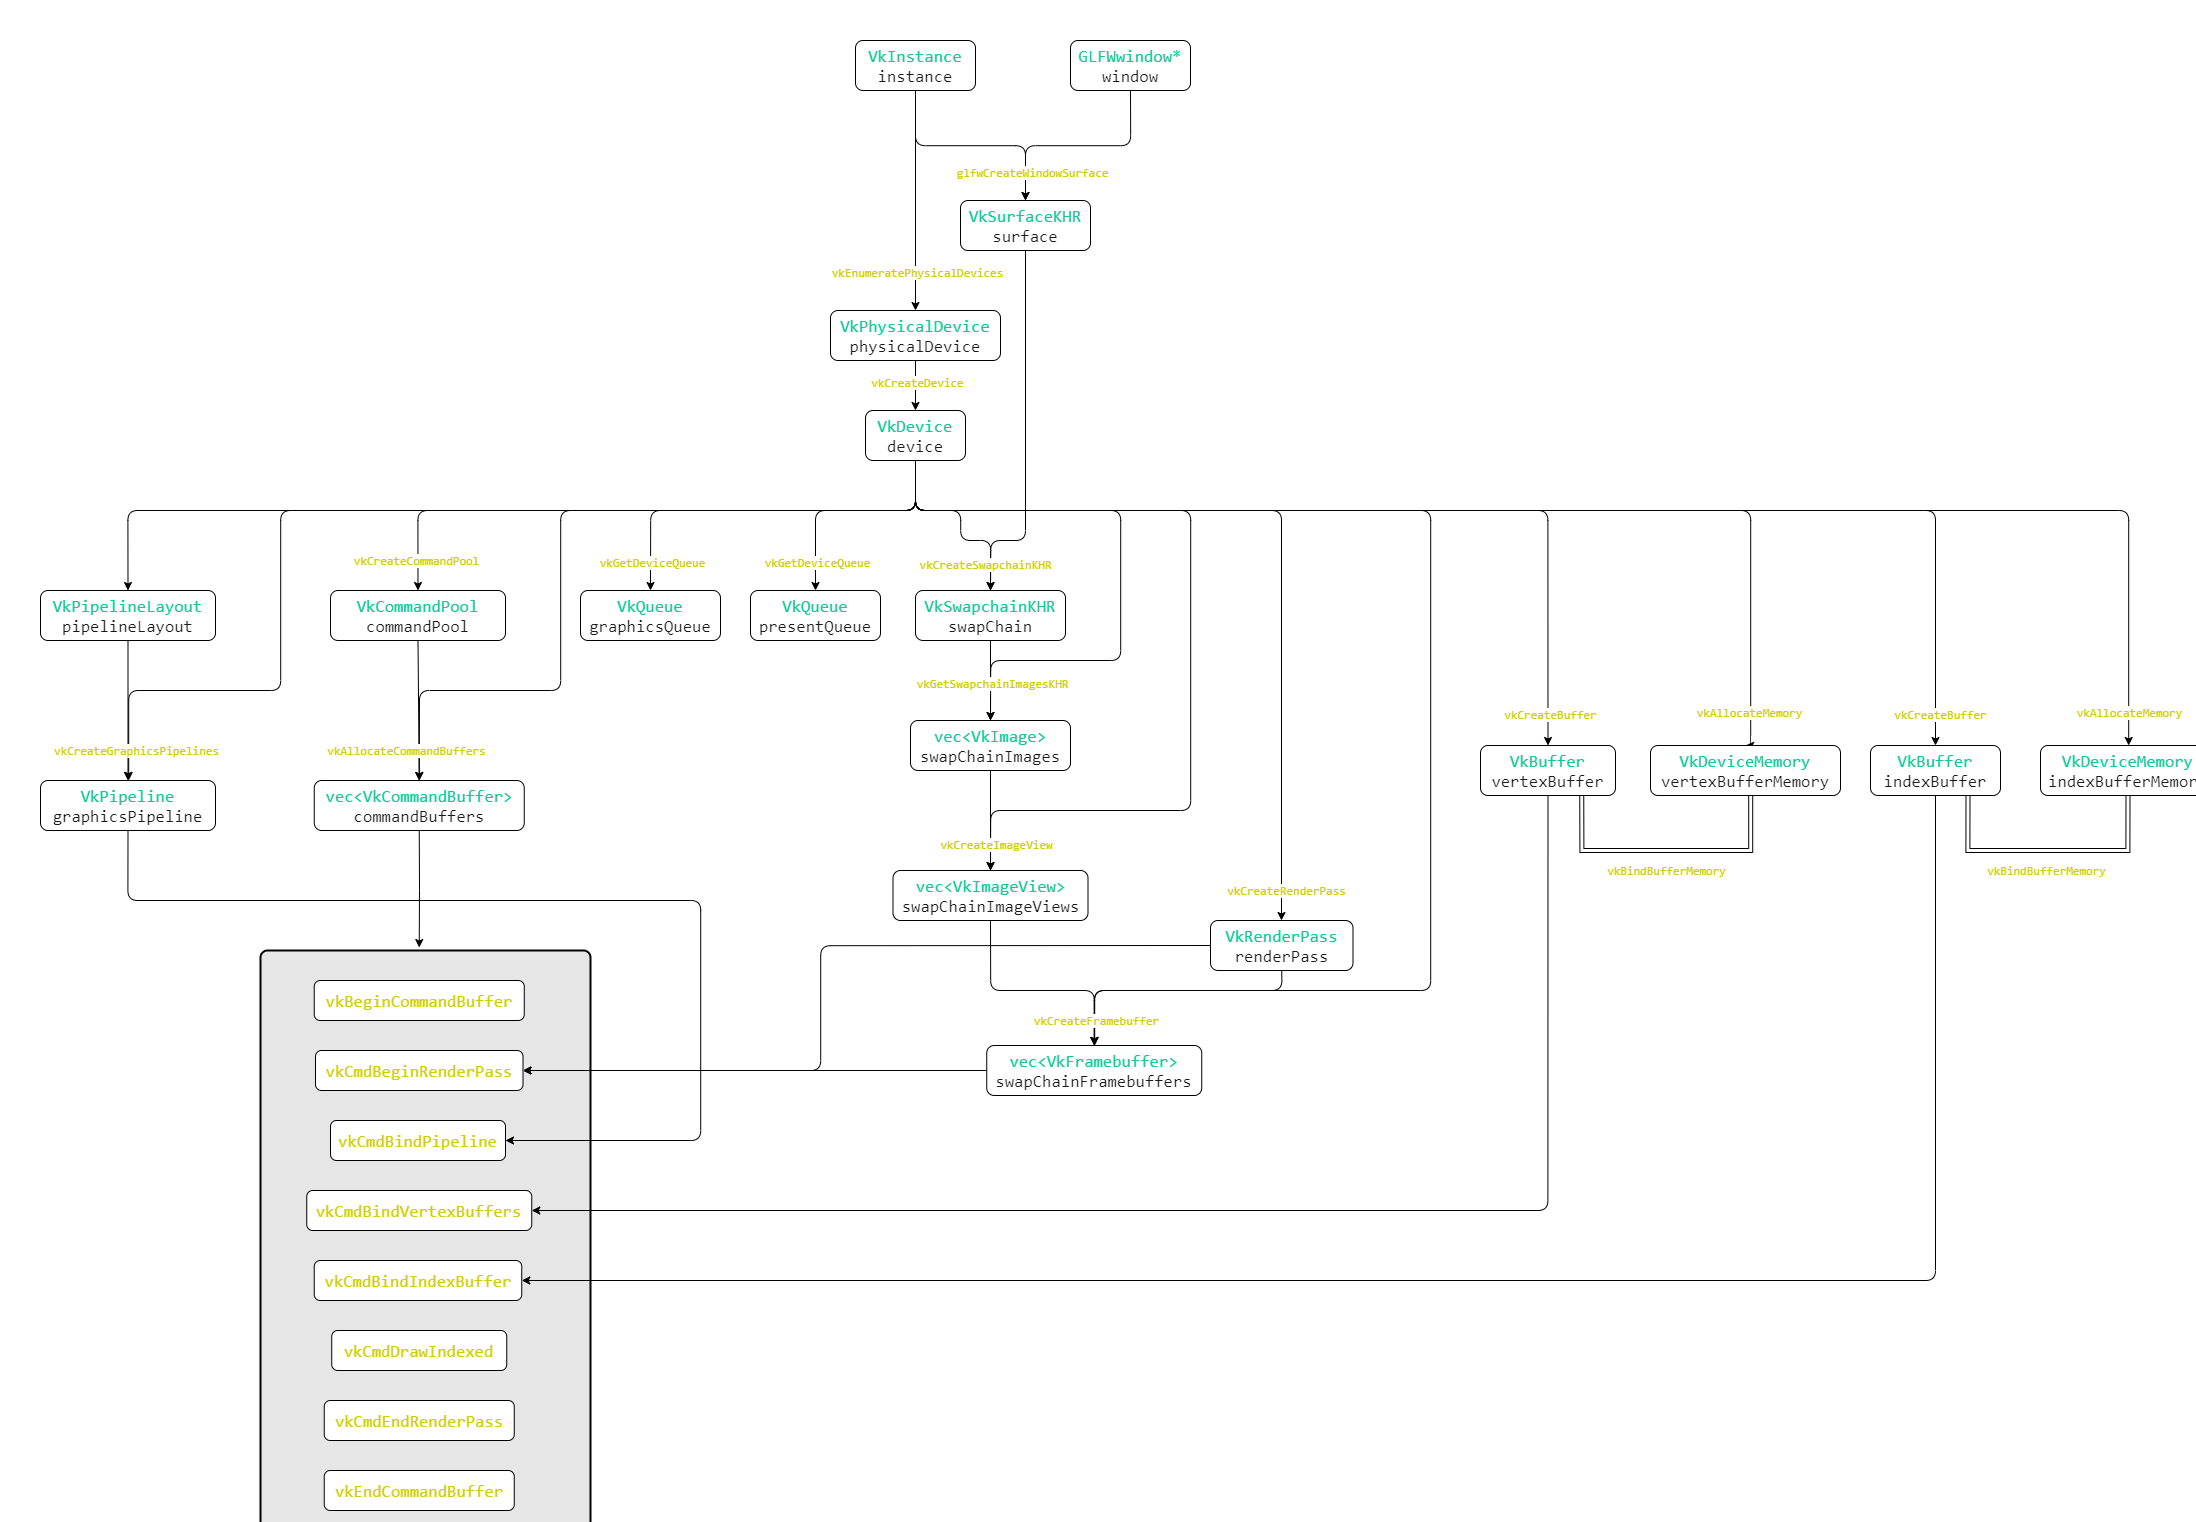 VkInstance
instance
GLFWwindow*
window
glfwCreateWindowSurface
VkSurfaceKHR
surface
vkEnumeratePhysicalDevices
VkPhysicalDevice
physicalDevice
vkCreateDevice
VkDevice
device
vkCreateCommandPool
vkGetDeviceQueue
vkGetDeviceQueue
vkCreateSwapchainKHR
VkPipelineLayout
pipelineLayout
VkCommandPool
commandPool
VkQueue
graphicsQueue
VkQueue
presentQueue
VkSwapchainKHR
swapChain
vkGetSwapchainImagesKHR
vkCreateBuffer
vkAllocateMemory
vkCreateBuffer
vkAllocateMemory
vkCreateGraphicsPipelines
vkAllocateCommandBuffers
vec<VkImage>
swapChainImages
VkBuffer
vertexBuffer
VkDeviceMemory
vertexBufferMemory
VkBuffer
indexBuffer
VkDeviceMemory
indexBufferMemor
VkPipeline
graphicsPipeline
vec<VkCommandBuffer>
commandBuffers
vkCreateImageView
vkBindBufferMemory
vkBindBufferMemory
vec<VkImageView>
swapChainImageViews
vkCreateRenderPass
VkRenderPass
renderPass
vkCreateFramebuffer
vec<VkFramebuffer>
swapChainFramebuffers
vkBeginCommandBuffer
vkCmdBeginRenderPass
vkCmdBindPipeline
vkCmdBindVertexBuffers
vkCmdBindIndexBuffer
vkCmdDrawIndexed
vkCmdEndRenderPass
vkEndCommandBuffer